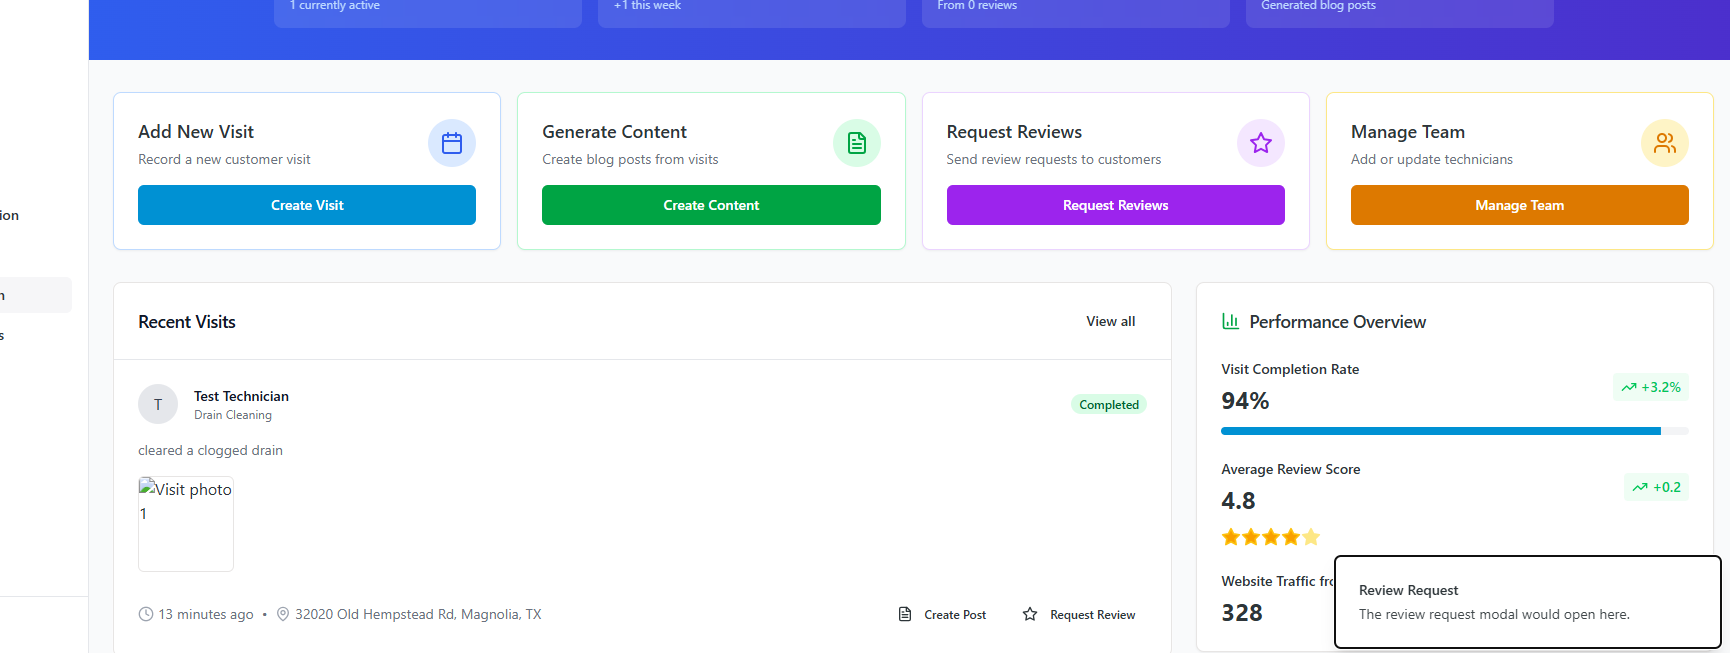 1 currently active
+1 this week
From 0 reviews
Generated blog posts
Add New Visit
Record a new customer visit
Create Visit
Generate Content
Create blog posts from visits
Create Content
Request Reviews
Send review requests to customers
Request Reviews
Manage Team
Add or update technicians
Manage Team
ion
n
s
Recent Visits
View all
T
Test Technician
Drain Cleaning
Completed
cleared a clogged drain
Visit photo
1
13 minutes ago • 32020 Old Hempstead Rd, Magnolia, TX
Create Post
Request Review
Performance Overview
Visit Completion Rate
94%
+3.2%
Average Review Score
4.8
+0.2
Website Traffic fro
328
Review Request
The review request modal would open here.